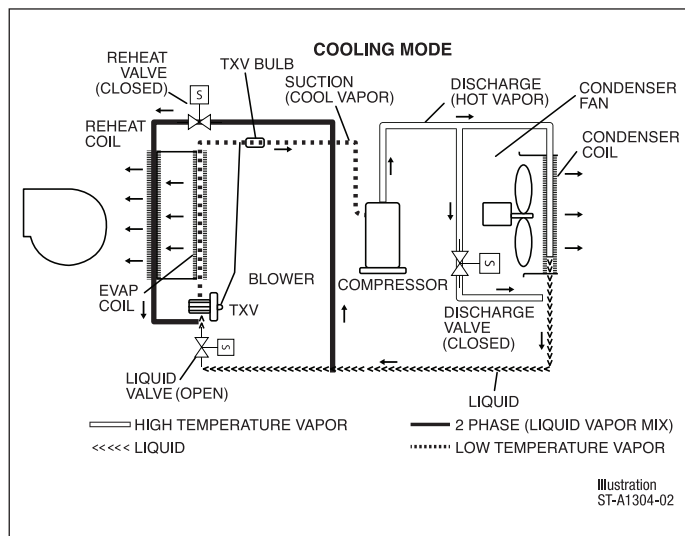 COOLING MODE
REHEAT
VALVE
(CLOSED)
TXV BULB
SUCTION
(COOL VAPOR)
DISCHARGE
(HOT VAPOR)
CONDENSER
FAN
CONDENSER
COIL
S
REHEAT
COIL
BLOWER
COMPRESSOR
S
EVAP
COIL
TXV
DISCHARGE
VALVE
(CLOSED)
S
LIQUID
VALVE (OPEN)
LIQUID
HIGH TEMPERATURE VAPOR
2 PHASE (LIQUID VAPOR MIX)
<<<<< LIQUID
LOW TEMPERATURE VAPOR
Illustration
ST-A1304-02